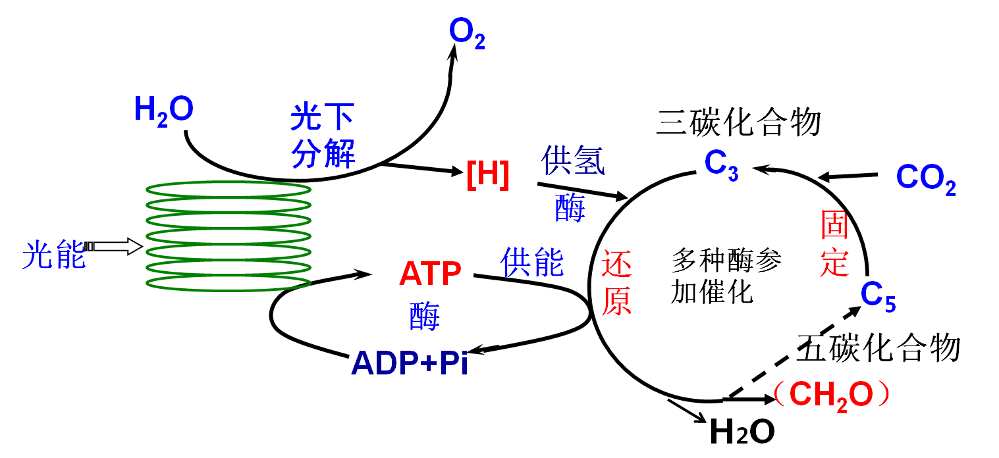 O₂
H₂O
光下
分解
[H]
供氢
酶
三碳化合物
C₃
CO₂
固
定
光能
ATP
供能
酶
还
原
多种酶参
加催化
C₅
五碳化合物
ADP+Pi
（CH₂O）
H2O